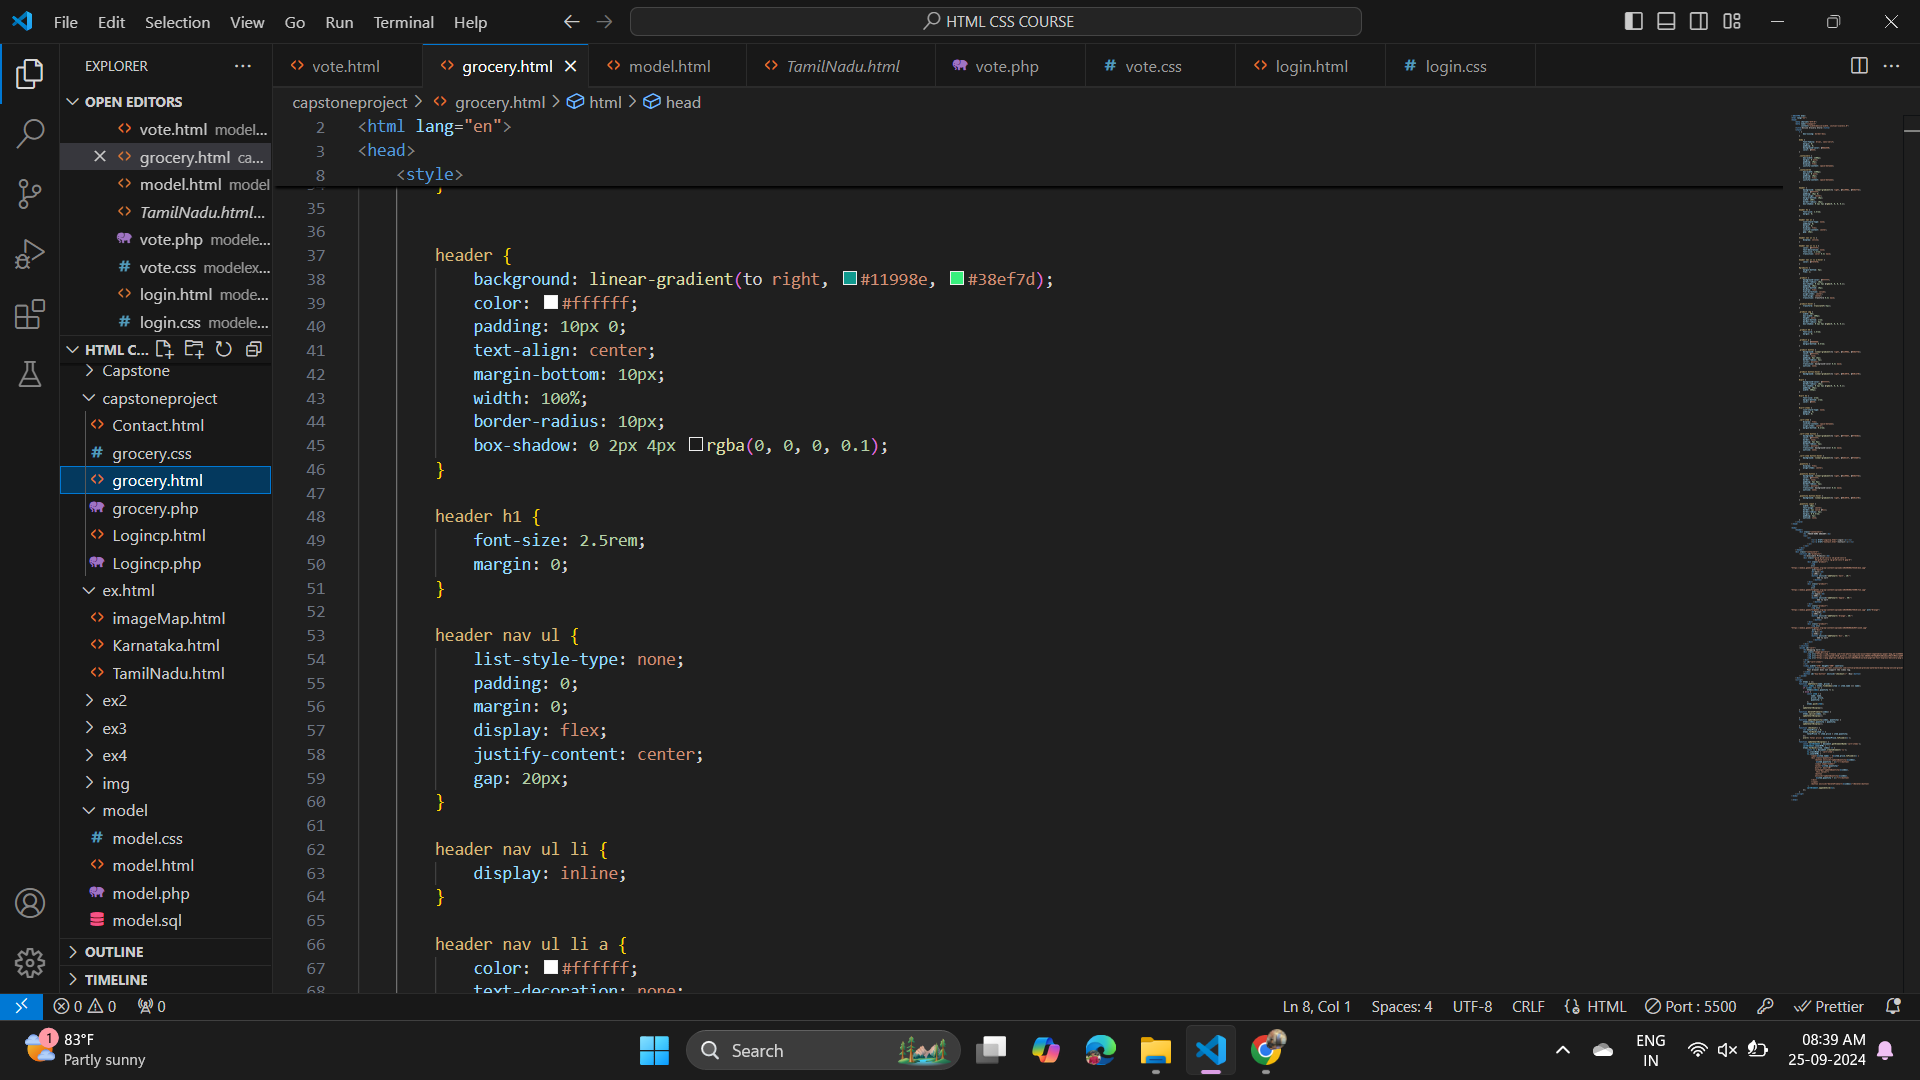 File Edit Selection View Go Run Terminal Help
HTML CSS COURSE
EXPLORER
OPEN EDITORS
vote.html model...
grocery.html ca...
model.html model
TamilNadu.html...
vote.php modele...
vote.css modelex...
login.html mode...
login.css modele...
HTML C...
Capstone
capstoneproject
Contact.html
grocery.css
grocery.html
grocery.php
Logincp.html
Logincp.php
ex.html
imageMap.html
Karnataka.html
TamilNadu.html
ex2
ex3
ex4
img
model
model.css
model.html
model.php
model.sql
OUTLINE
TIMELINE
vote.html grocery.html model.html TamilNadu.html vote.php vote.css login.html login.css
capstoneproject > grocery.html > html > head
2 <html lang="en">
3 <head>
8 <style>
35
36
37 header {
38 background: linear-gradient(to right, #11998e, #38ef7d);
39 color: #ffffff;
40 padding: 10px 0;
41 text-align: center;
42 margin-bottom: 10px;
43 width: 100%;
44 border-radius: 10px;
45 box-shadow: 0 2px 4px rgba(0, 0, 0, 0.1);
46 }
47
48 header h1 {
49 font-size: 2.5rem;
50 margin: 0;
51 }
52
53 header nav ul {
54 list-style-type: none;
55 padding: 0;
56 margin: 0;
57 display: flex;
58 justify-content: center;
59 gap: 20px;
60 }
61
62 header nav ul li {
63 display: inline;
64 }
65
66 header nav ul li a {
67 color: #ffffff;
68 text-decoration: none;
0 0 0
Ln 8, Col 1 Spaces: 4 UTF-8 CRLF HTML Port : 5500 Prettier
1
83°F
Partly sunny
Search
ENG
IN
08:39 AM
25-09-2024